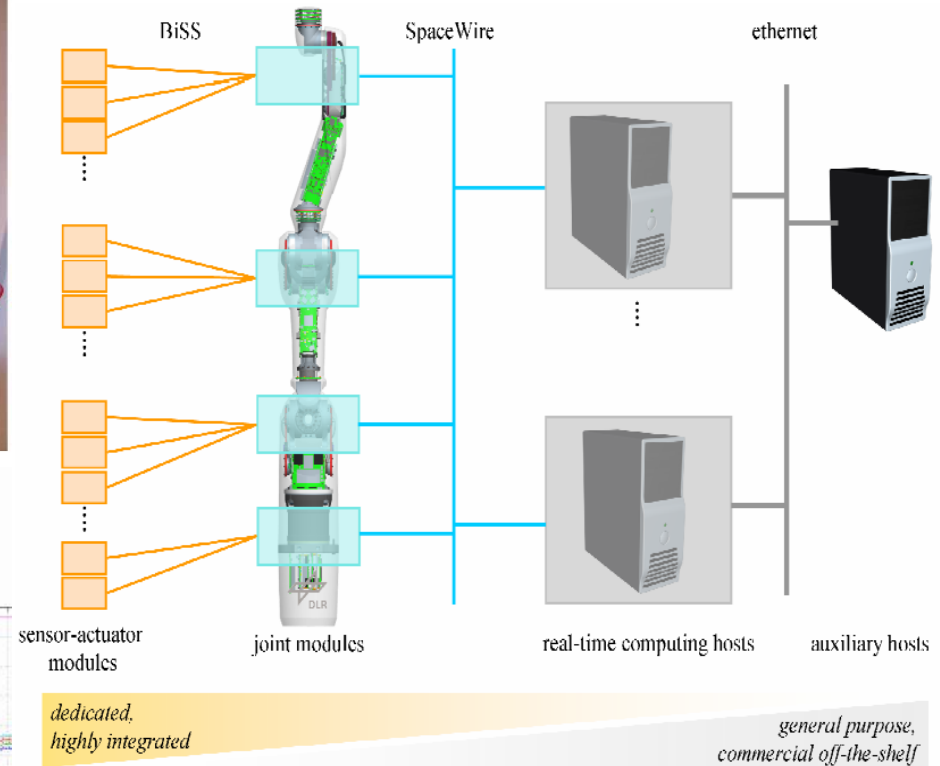 BiSS
SpaceWire
ethernet
DLR
sensor-actuator
modules
joint modules
real-time computing hosts
auxiliary hosts
dedicated,
highly integrated
general purpose,
commercial off-the-shelf